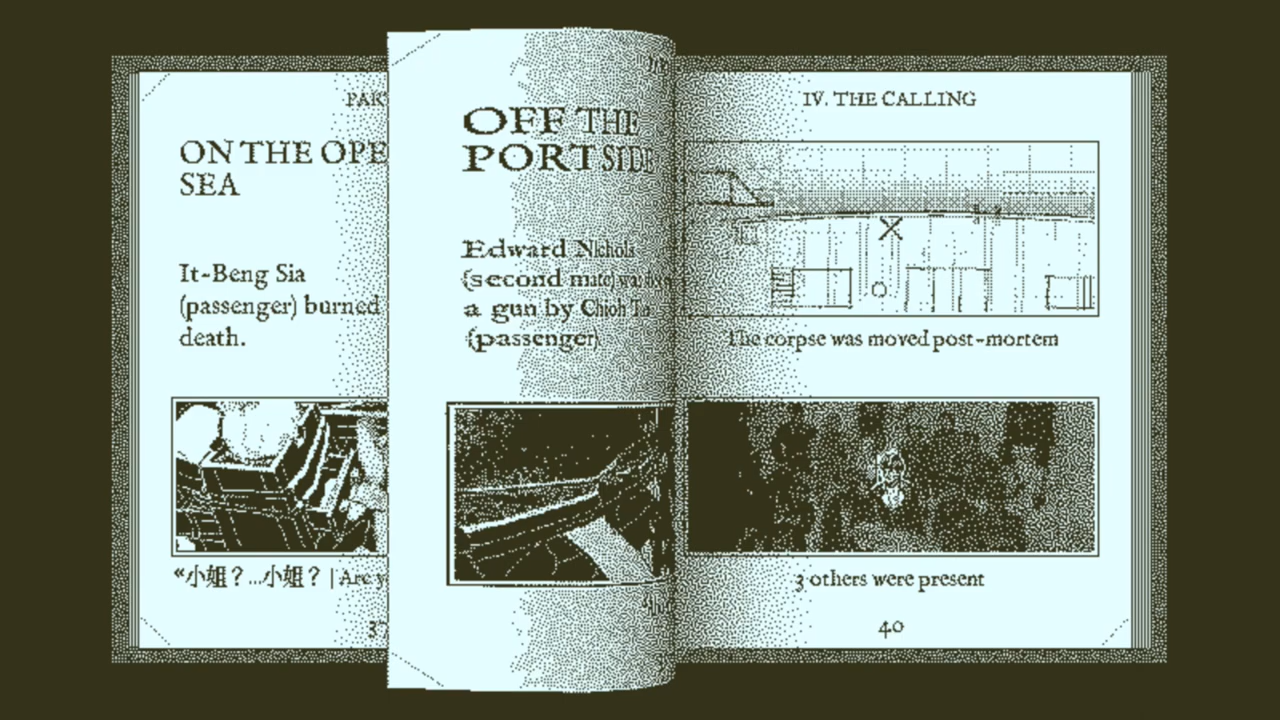 ON THE OPE
SEA
It-Beng Sia
(passenger) burned
death.
“小姐？...小姐？ | Are y
OFF THE
PORT SIDE
Edward Nichols
(second mate)
a gun by Chioh Ta
(passenger)
IV. THE CALLING
The corpse was moved post-mortem
3 others were present
40